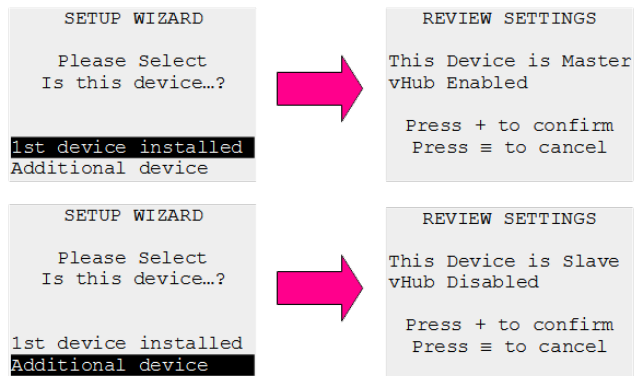 SETUP WIZARD
Please Select
Is this device…?
1st device installed
Additional device
REVIEW SETTINGS
This Device is Master
vHub Enabled
Press + to confirm
Press ≡ to cancel
SETUP WIZARD
Please Select
Is this device…?
1st device installed
Additional device
REVIEW SETTINGS
This Device is Slave
vHub Disabled
Press + to confirm
Press ≡ to cancel